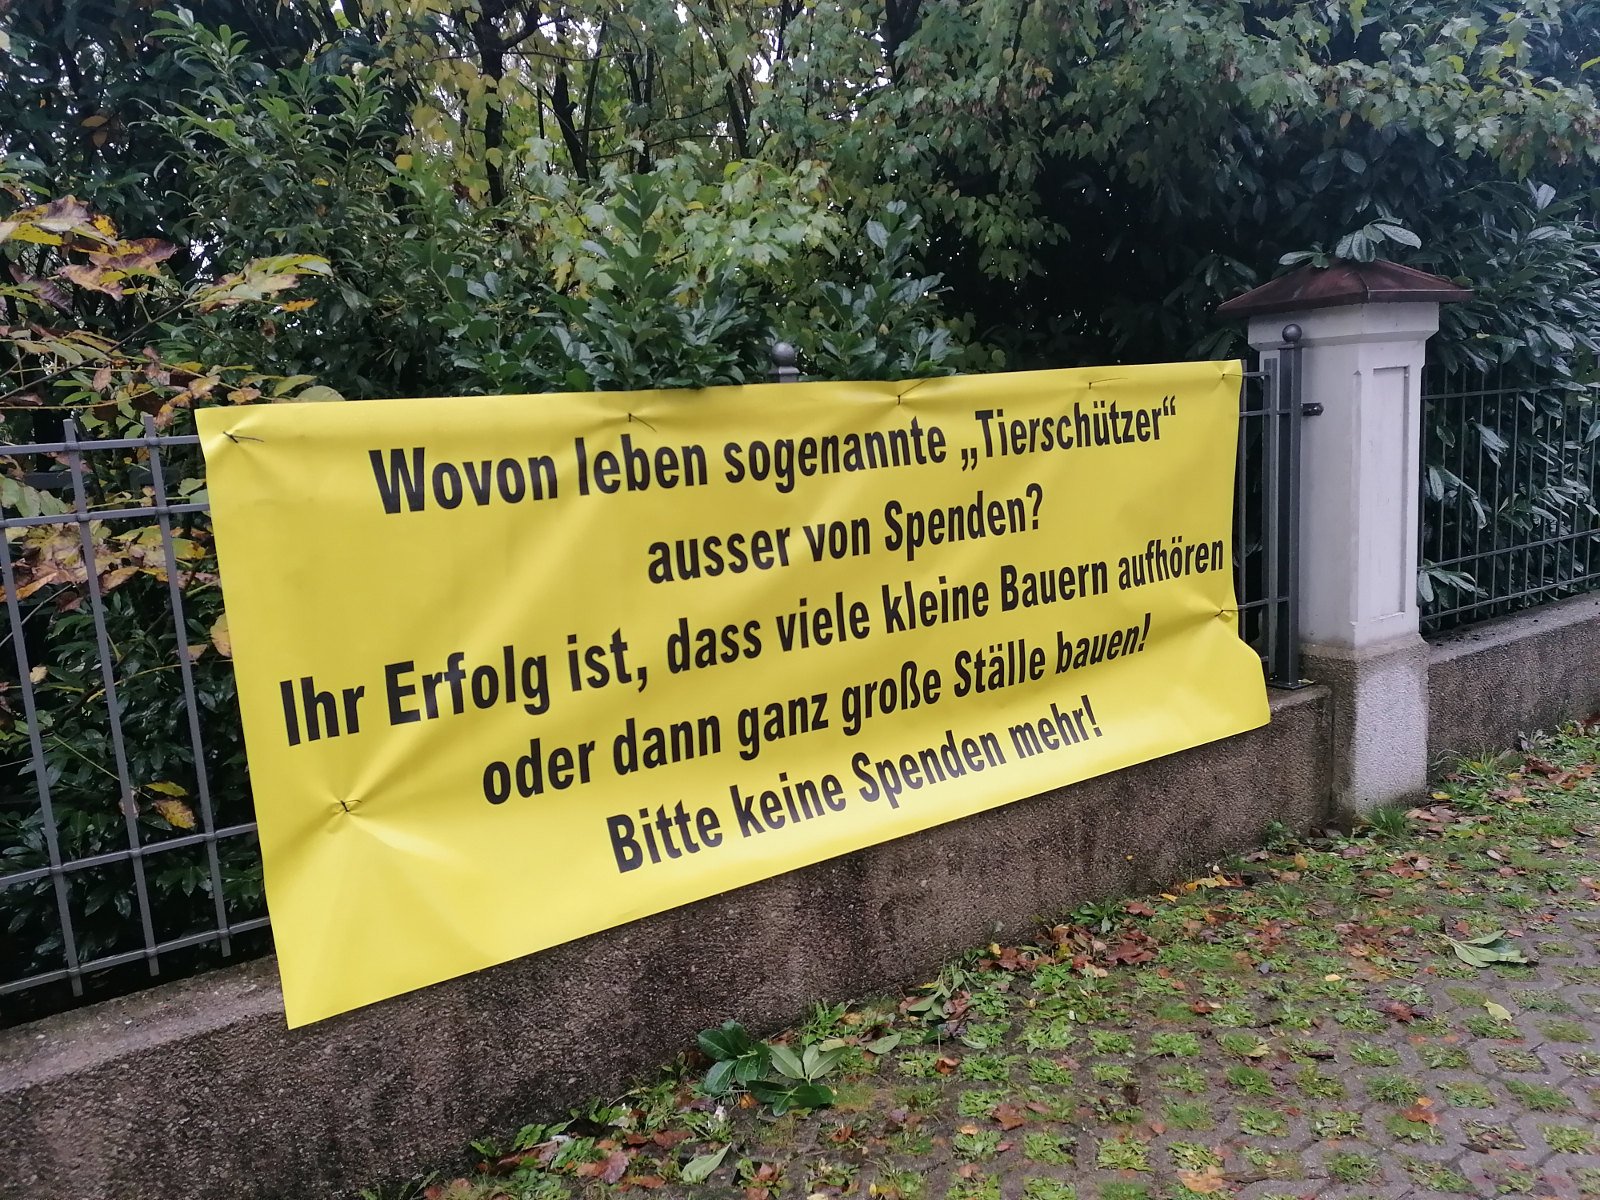 Wovon leben sogenannte „Tierschützer“
ausser von Spenden?
Ihr Erfolg ist, dass viele kleine Bauern aufhören
oder dann ganz große Ställe bauen!
Bitte keine Spenden mehr!